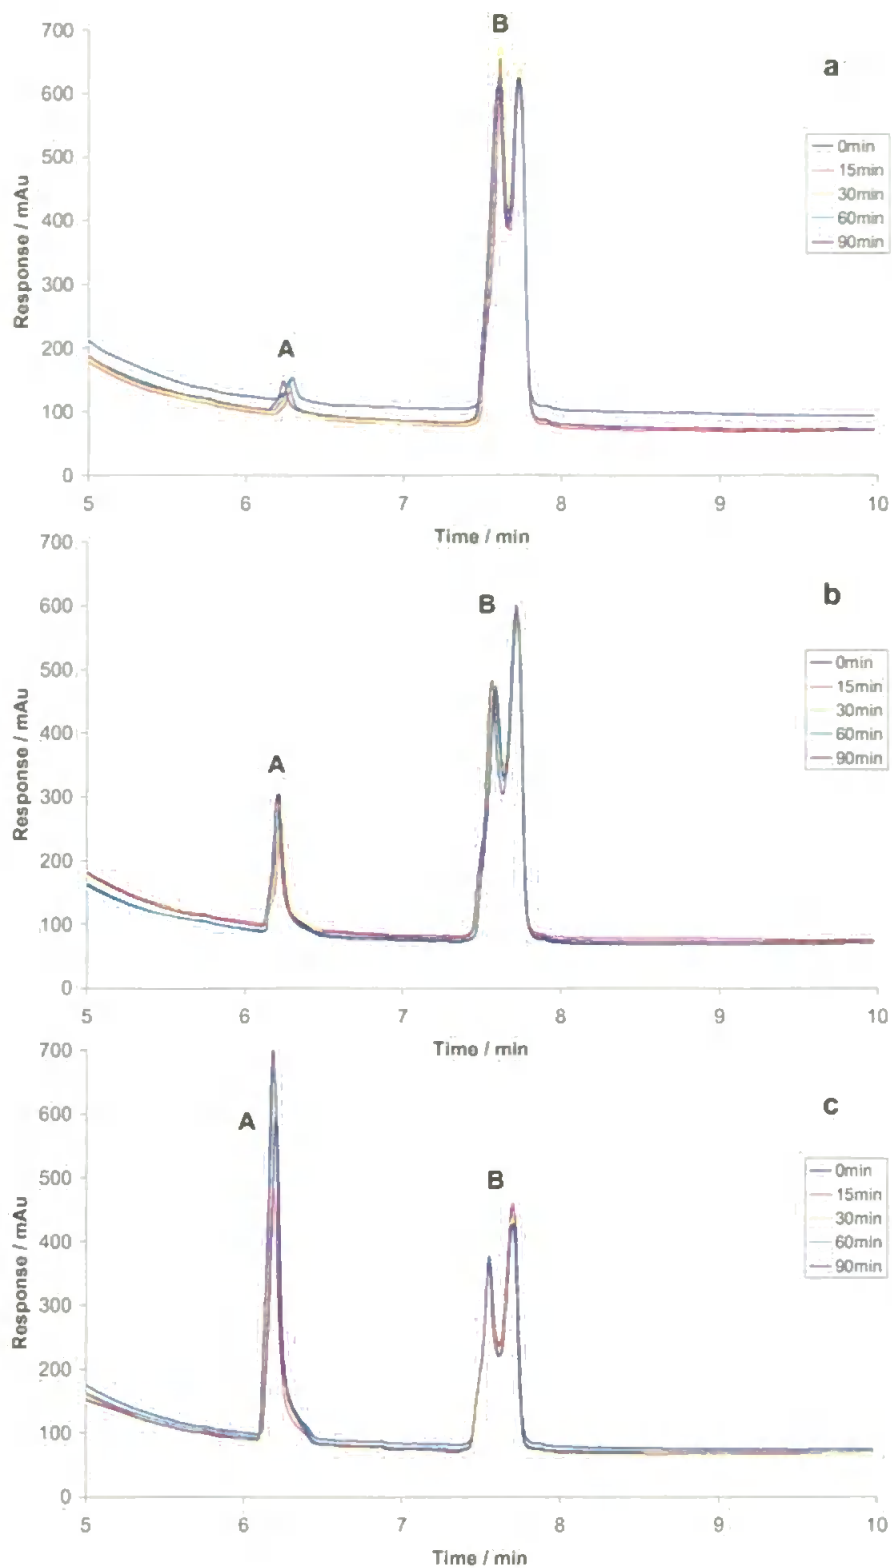 B
a
700
600
500
400
300
200
100
0
Response / mAu
A
0min
15min
30min
60min
90min
5 6 7 8 9 10
Time / min
b
700
600
500
400
300
200
100
0
Response / mAu
A
B
0min
15min
30min
60min
90min
5 6 7 8 9 10
Time / min
c
700
600
500
400
300
200
100
0
Response / mAu
A
B
0min
15min
30min
60min
90min
5 6 7 8 9 10
Time / min